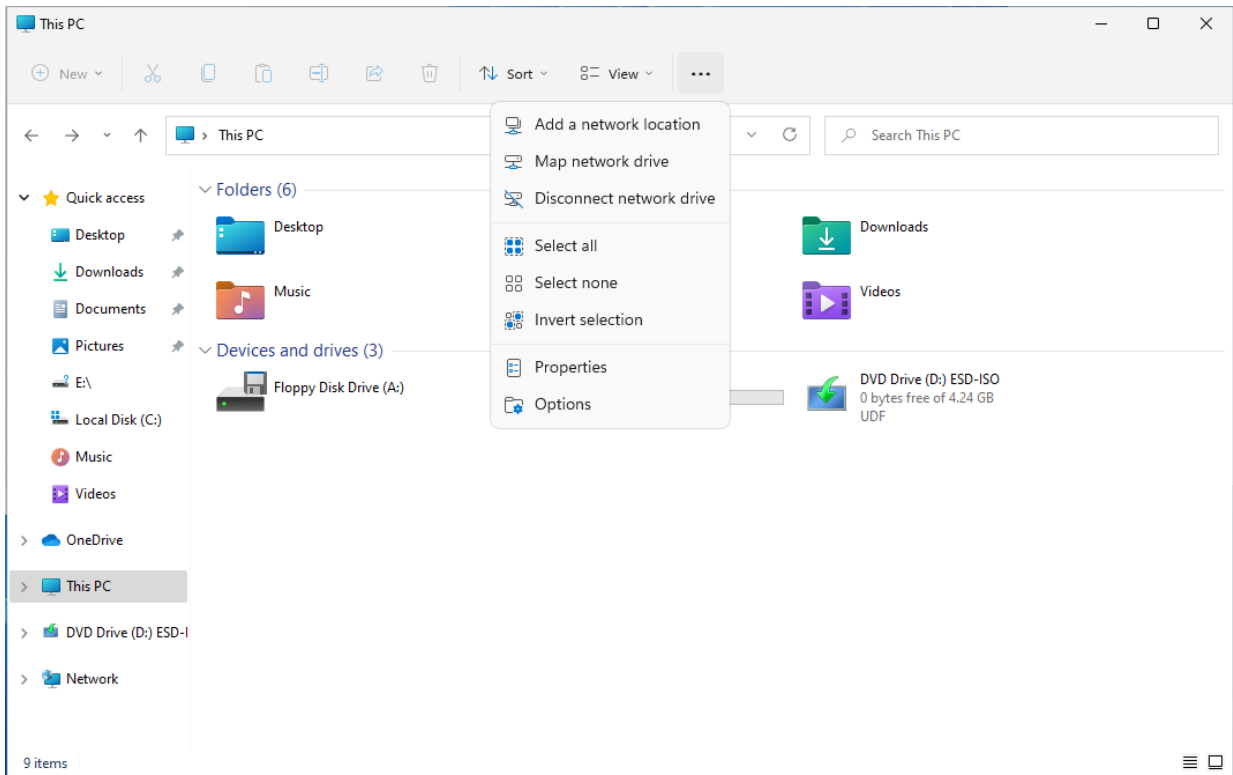 This PC
New
Sort
View
Add a network location
Map network drive
Disconnect network drive
Select all
Select none
Invert selection
Properties
Options
This PC
Search This PC
Quick access
Desktop
Downloads
Documents
Pictures
E:\
Local Disk (C:)
Music
Videos
OneDrive
This PC
DVD Drive (D:) ESD-I
Network
Folders (6)
Desktop
Downloads
Music
Videos
Devices and drives (3)
Floppy Disk Drive (A:)
DVD Drive (D:) ESD-ISO
0 bytes free of 4.24 GB
UDF
9 items